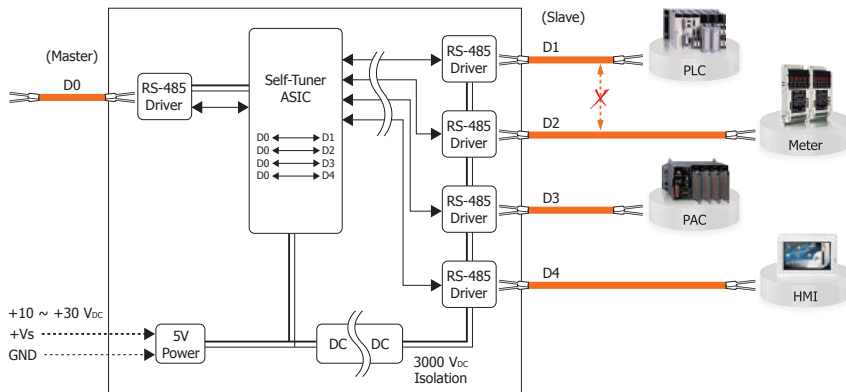 (Master)
D0
RS-485
Driver
Self-Tuner
ASIC
D0 D1
D0 D2
D0 D3
D0 D4
RS-485
Driver
RS-485
Driver
RS-485
Driver
RS-485
Driver
(Slave)
D1
PLC
D2
Meter
D3
PAC
D4
HMI
+10 ~ +30 VDC
+Vs
GND
5V
Power
DC DC
3000 VDC
Isolation